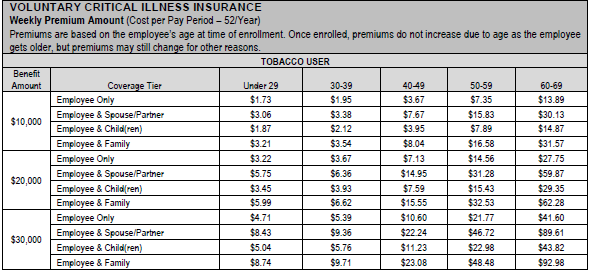 VOLUNTARY CRITICAL ILLNESS INSURANCE
Weekly Premium Amount (Cost per Pay Period – 52/Year)
Premiums are based on the employee's age at time of enrollment. Once enrolled, premiums do not increase due to age as the employee
gets older, but premiums may still change for other reasons.
TOBACCO USER
Benefit Amount Coverage Tier Under 29 30-39 40-49 50-59 60-69
$10,000
Employee Only $1.73 $1.95 $3.67 $7.35 $13.89
Employee & Spouse/Partner $3.06 $3.38 $7.67 $15.83 $30.13
Employee & Child(ren) $1.87 $2.12 $3.95 $7.89 $14.87
Employee & Family $3.21 $3.54 $8.04 $16.58 $31.57
$20,000
Employee Only $3.22 $3.67 $7.13 $14.56 $27.75
Employee & Spouse/Partner $5.75 $6.36 $14.95 $31.28 $59.87
Employee & Child(ren) $3.45 $3.93 $7.59 $15.43 $29.35
Employee & Family $5.99 $6.62 $15.55 $32.53 $62.28
$30,000
Employee Only $4.71 $5.39 $10.60 $21.77 $41.60
Employee & Spouse/Partner $8.43 $9.36 $22.24 $46.72 $89.61
Employee & Child(ren) $5.04 $5.76 $11.23 $22.98 $43.82
Employee & Family $8.74 $9.71 $23.08 $48.48 $92.98